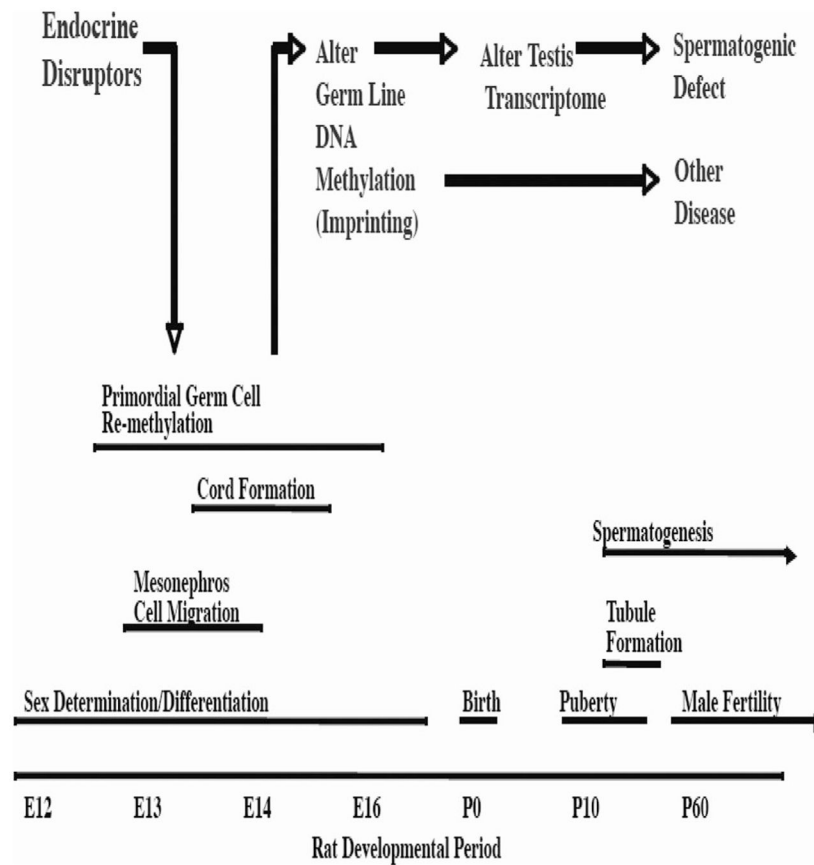 Endocrine
Disruptors
Alter
Germ Line
DNA
Methylation
(Imprinting)
Alter Testis
Transcriptome
Spermatogenic
Defect
Other
Disease
Primordial Germ Cell
Re-methylation
Cord Formation
Spermatogenesis
Mesonephros
Cell Migration
Tubule
Formation
Sex Determination/Differentiation
Birth
Puberty
Male Fertility
E12 E13 E14 E16 P0 P10 P60
Rat Developmental Period